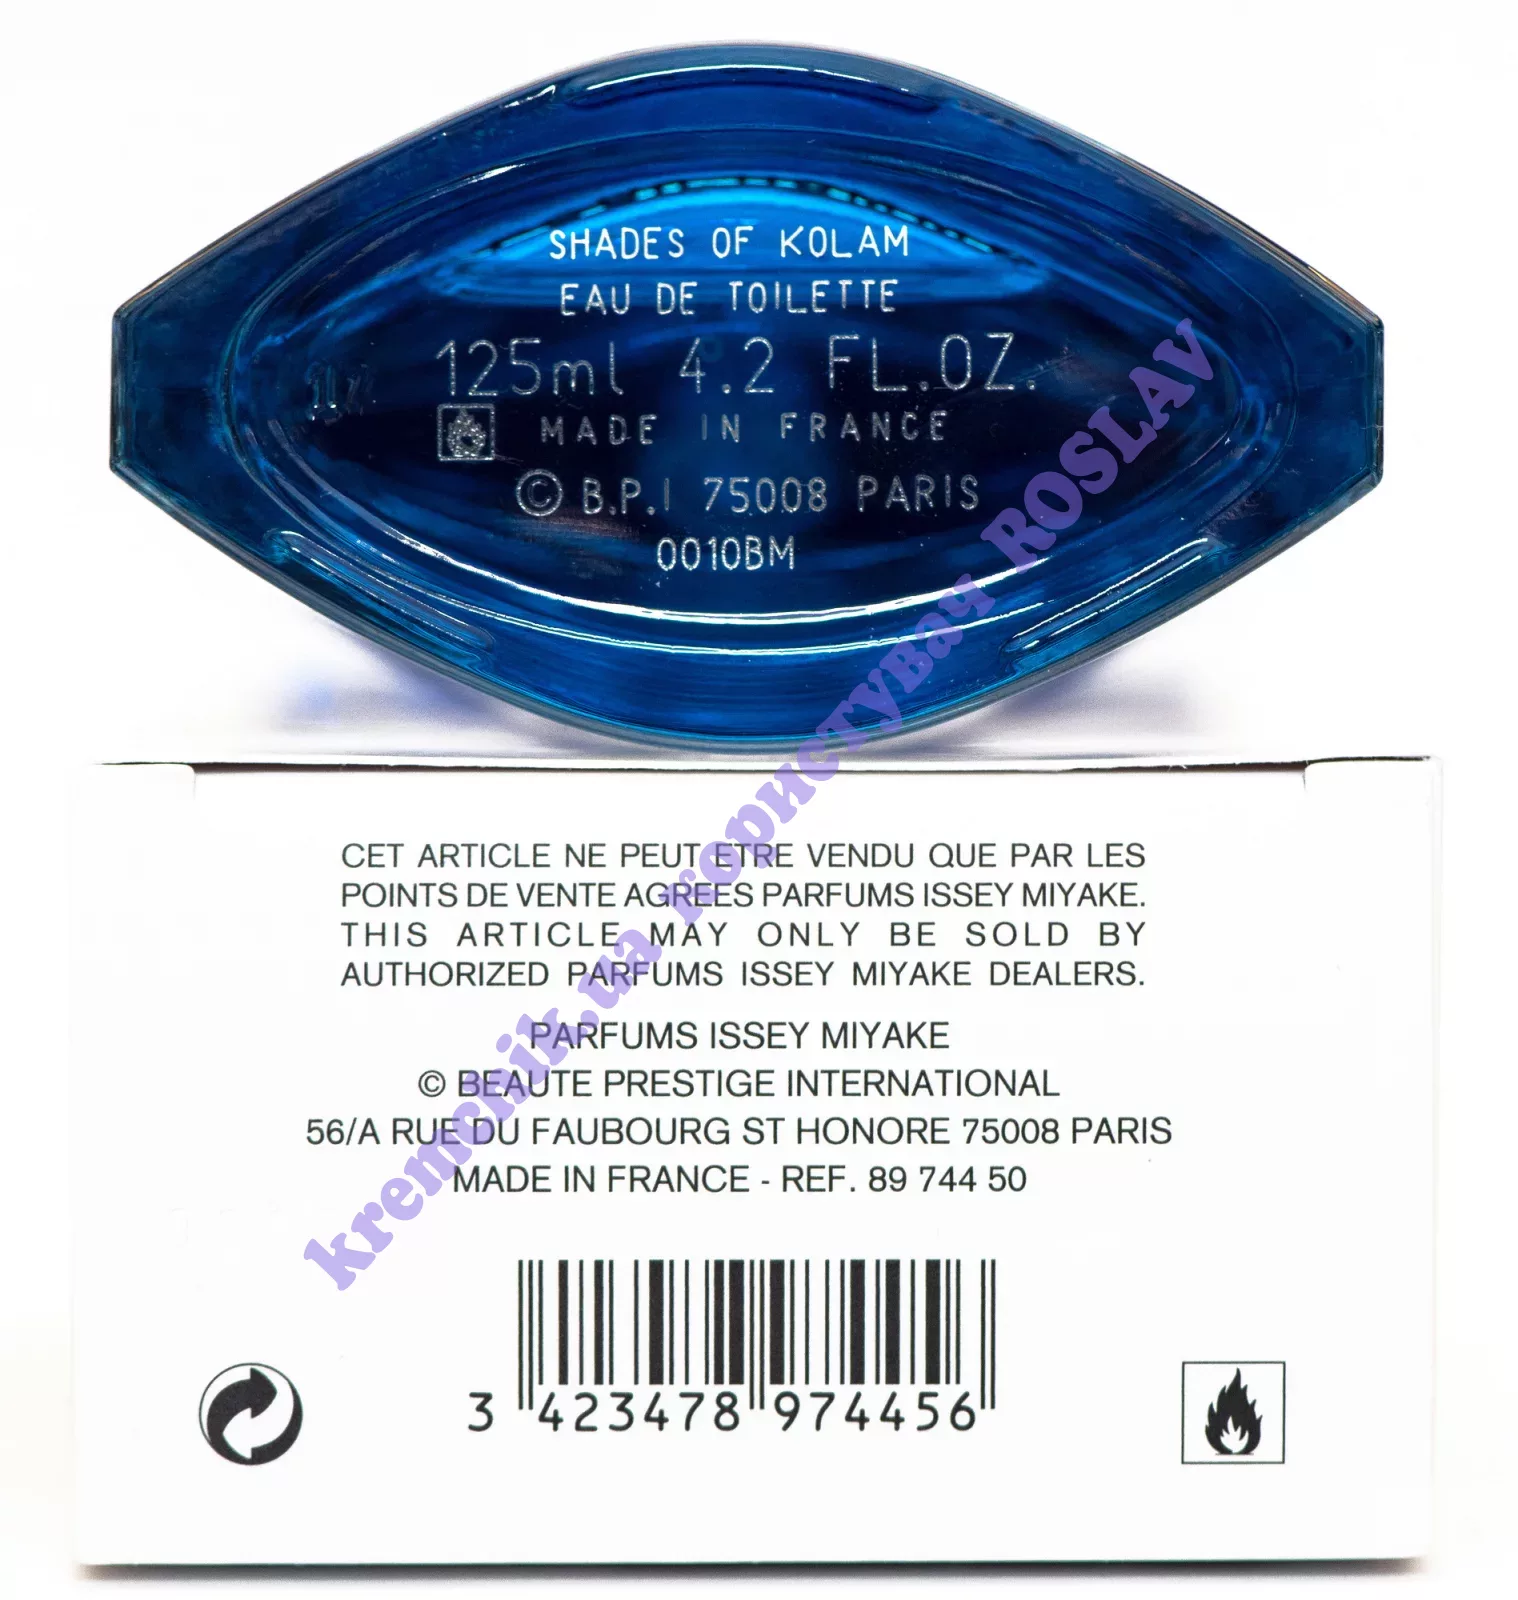 SHADES OF KOLAM
EAU DE TOILETTE
125ml 4.2 FL.OZ.
MADE IN FRANCE
© B.P.I 75008 PARIS
0010BM
CET ARTICLE NE PEUT ETRE VENDU QUE PAR LES
POINTS DE VENTE AGREES PARFUMS ISSEY MIYAKE.
THIS ARTICLE MAY ONLY BE SOLD BY
AUTHORIZED PARFUMS ISSEY MIYAKE DEALERS.
PARFUMS ISSEY MIYAKE
© BEAUTE PRESTIGE INTERNATIONAL
56/A RUE DU FAUBOURG ST HONORE 75008 PARIS
MADE IN FRANCE - REF. 89 744 50
3 423478 974456
kremchik.ua користувач ROSLAV